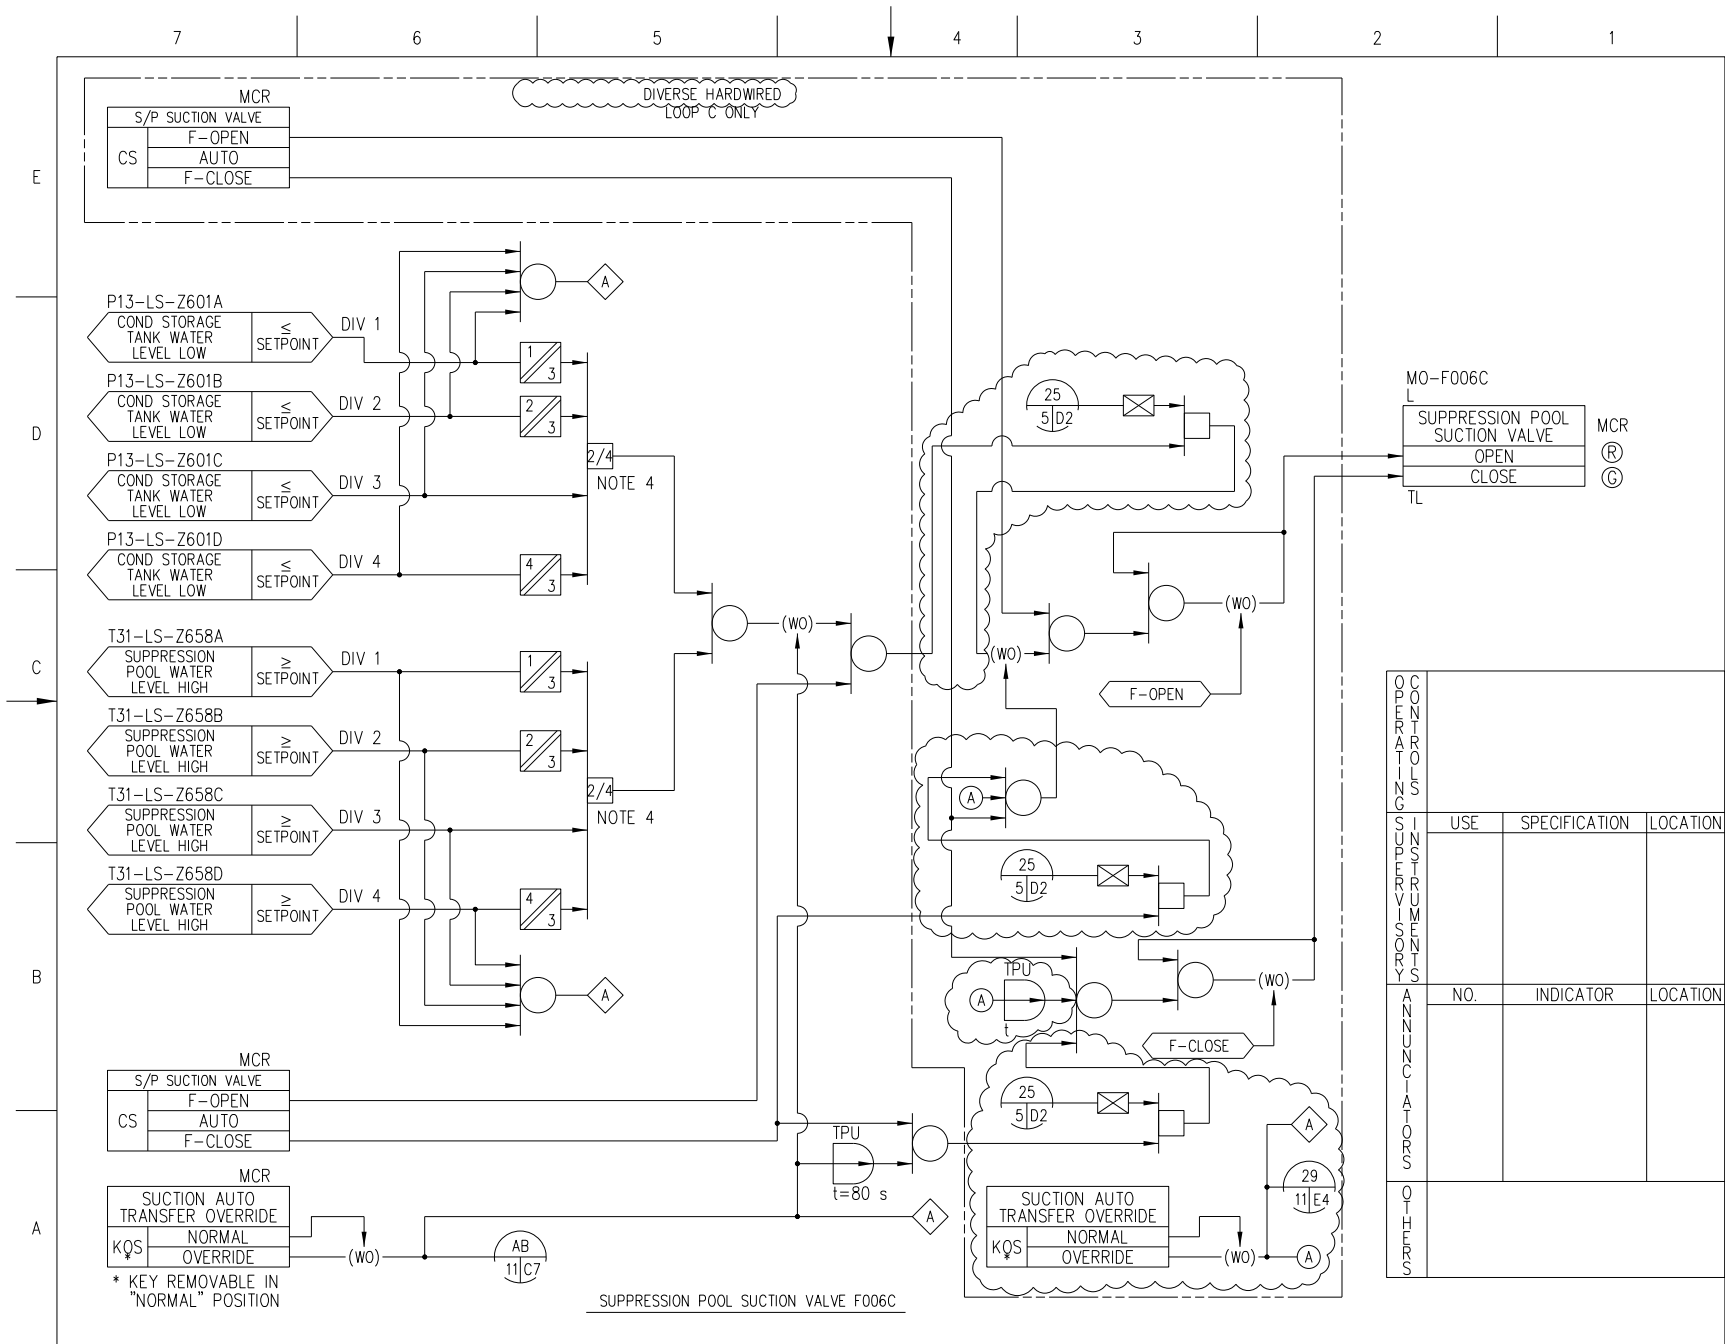 7 6 5 4 3 2 1
E
D
C
B
A
DIVERSE HARDWIRED
LOOP C ONLY
MCR
S/P SUCTION VALVE
CS
F-OPEN
AUTO
F-CLOSE
A
P13-LS-Z601A
COND STORAGE
TANK WATER
LEVEL LOW
≤
SETPOINT
DIV 1
1
3
P13-LS-Z601B
COND STORAGE
TANK WATER
LEVEL LOW
≤
SETPOINT
DIV 2
2
3
P13-LS-Z601C
COND STORAGE
TANK WATER
LEVEL LOW
≤
SETPOINT
DIV 3
2/4
NOTE 4
P13-LS-Z601D
COND STORAGE
TANK WATER
LEVEL LOW
≤
SETPOINT
DIV 4
4
3
T31-LS-Z658A
SUPPRESSION
POOL WATER
LEVEL HIGH
≥
SETPOINT
DIV 1
1
3
T31-LS-Z658B
SUPPRESSION
POOL WATER
LEVEL HIGH
≥
SETPOINT
DIV 2
2
3
T31-LS-Z658C
SUPPRESSION
POOL WATER
LEVEL HIGH
≥
SETPOINT
DIV 3
2/4
NOTE 4
T31-LS-Z658D
SUPPRESSION
POOL WATER
LEVEL HIGH
≥
SETPOINT
DIV 4
4
3
A
(WO)
MCR
S/P SUCTION VALVE
CS
F-OPEN
AUTO
F-CLOSE
MCR
SUCTION AUTO
TRANSFER OVERRIDE
KOS
*
NORMAL
OVERRIDE
(WO)
* KEY REMOVABLE IN
"NORMAL" POSITION
AB
11 C7
TPU
t=80 s
A
SUPPRESSION POOL SUCTION VALVE F006C
25
5 D2
(WO)
(WO)
F-OPEN
A
25
5 D2
TPU
A
t
(WO)
F-CLOSE
25
5 D2
A
29
11 E4
SUCTION AUTO
TRANSFER OVERRIDE
KOS
*
NORMAL
OVERRIDE
(WO)
A
MO-F006C
L
SUPPRESSION POOL
SUCTION VALVE
OPEN
CLOSE
TL
MCR
R
G
OPERATING
CONTROLS
SUPERVISORY
INSTRUMENTS
USE SPECIFICATION LOCATION
ANNUNCIATORS
NO. INDICATOR LOCATION
OTHERS